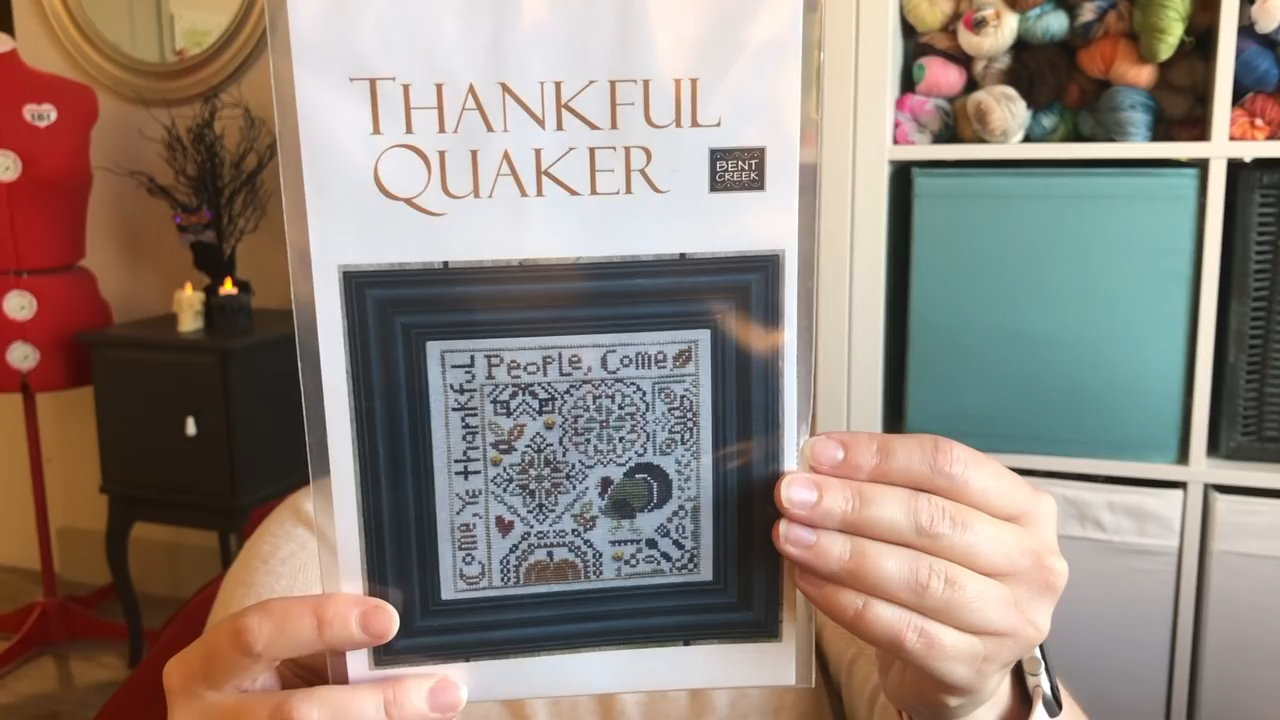 THANKFUL
QUAKER
BENT
CREEK
Come, Ye thankful
People, Come